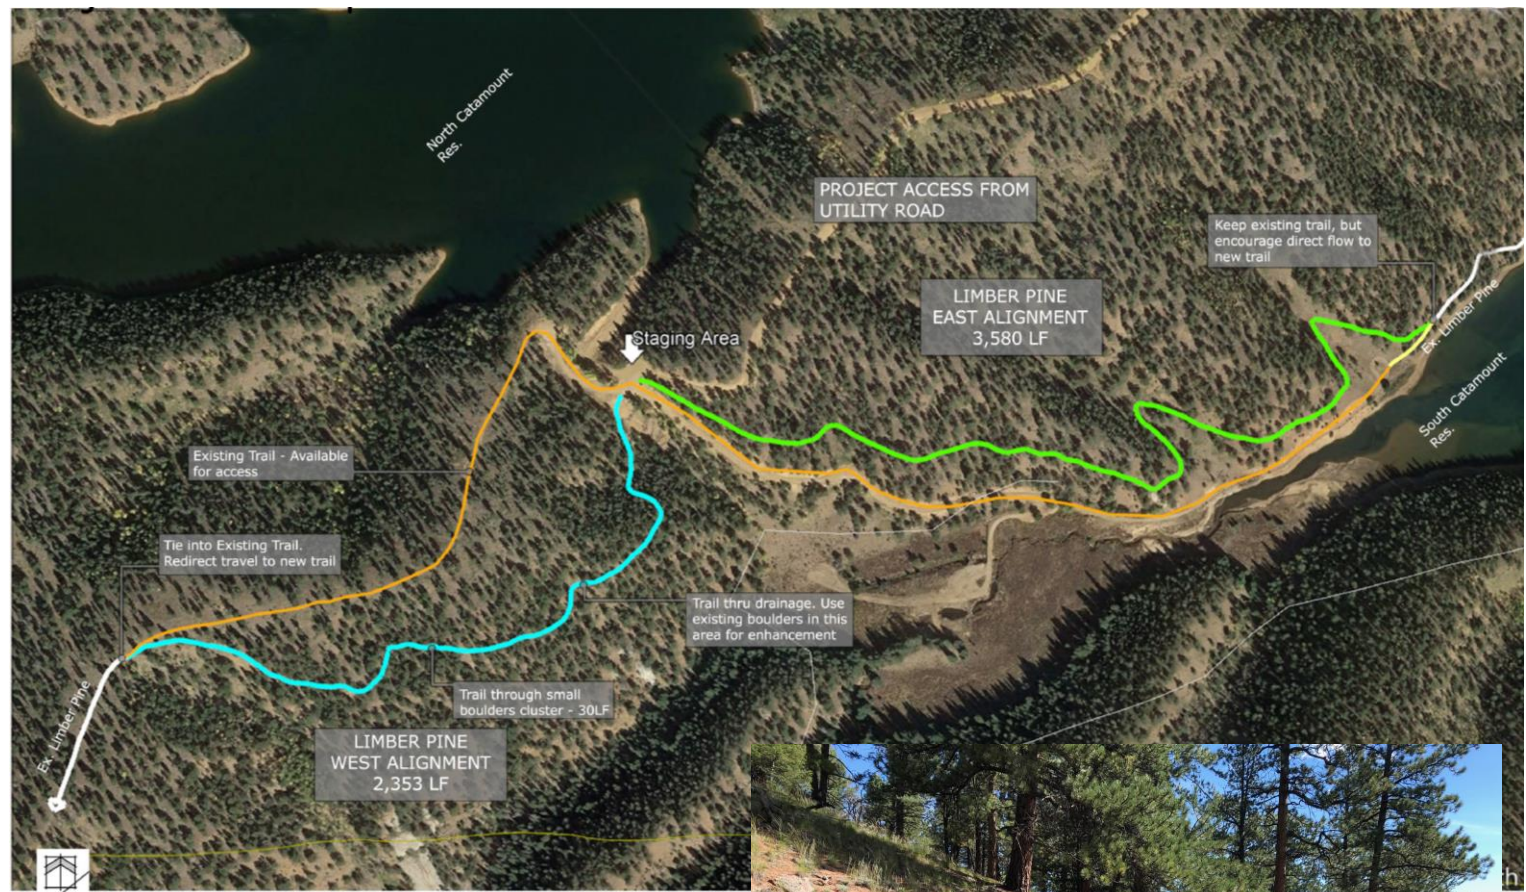 North Catamount
Res.
PROJECT ACCESS FROM
UTILITY ROAD
Keep existing trail, but
encourage direct flow to
new trail
LIMBER PINE
EAST ALIGNMENT
3,580 LF
Staging Area
Ex. Limber Pine
South Catamount
Res.
Existing Trail - Available
for access
Tie into Existing Trail.
Redirect travel to new trail
Trail thru drainage. Use
existing boulders in this
area for enhancement
Trail through small
boulders cluster - 30LF
Ex. Limber Pine
LIMBER PINE
WEST ALIGNMENT
2,353 LF